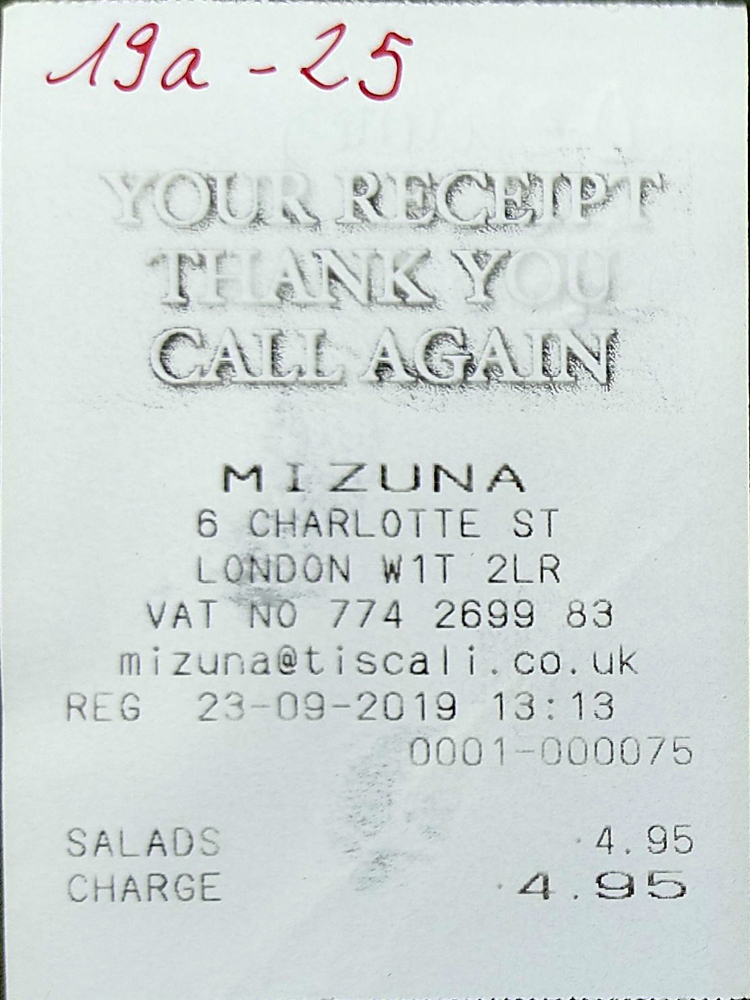 19a - 25
YOUR RECEIPT
THANK YOU
CALL AGAIN
MIZUNA
6 CHARLOTTE ST
LONDON W1T 2LR
VAT NO 774 2699 83
mizuna@tiscali.co.uk
REG 23-09-2019 13:13
0001-000075
SALADS ·4.95
CHARGE ·4.95